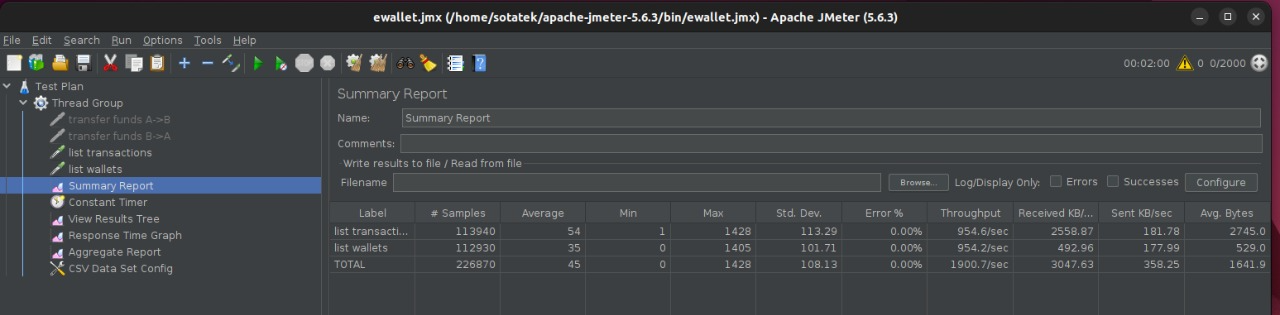 ewallet.jmx (/home/sotatek/apache-jmeter-5.6.3/bin/ewallet.jmx) - Apache JMeter (5.6.3)
File Edit Search Run Options Tools Help
00:02:00 0 0/2000
Test Plan
Thread Group
transfer funds A->B
transfer funds B->A
list transactions
list wallets
Summary Report
Constant Timer
View Results Tree
Response Time Graph
Aggregate Report
CSV Data Set Config
Summary Report
Name: Summary Report
Comments:
Write results to file / Read from file
Filename Browse... Log/Display Only: Errors Successes Configure
Label # Samples Average Min Max Std. Dev. Error % Throughput Received KB/... Sent KB/sec Avg. Bytes
list transacti... 113940 54 1 1428 113.29 0.00% 954.6/sec 2558.87 181.78 2745.0
list wallets 112930 35 0 1405 101.71 0.00% 954.2/sec 492.96 177.99 529.0
TOTAL 226870 45 0 1428 108.13 0.00% 1900.7/sec 3047.63 358.25 1641.9